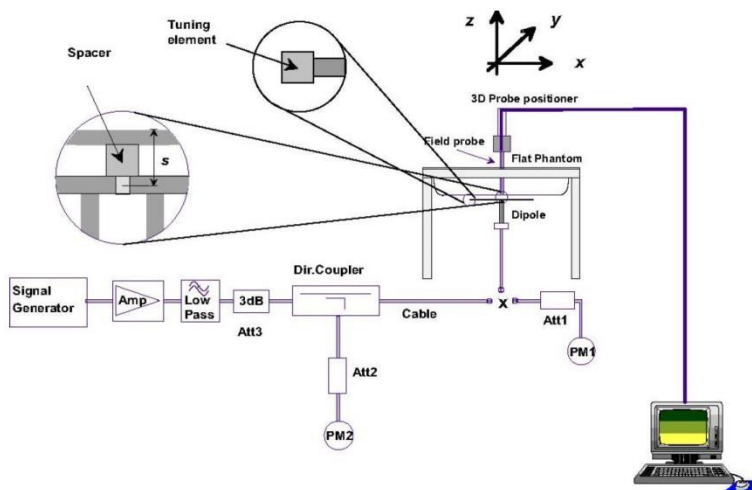 Tuning
element
Spacer
s
z
y
x
3D Probe positioner
Field probe
Flat Phantom
Dipole
Dir.Coupler
Signal
Generator
Amp
Low
Pass
3dB
Att3
Cable
x
Att1
PM1
Att2
PM2